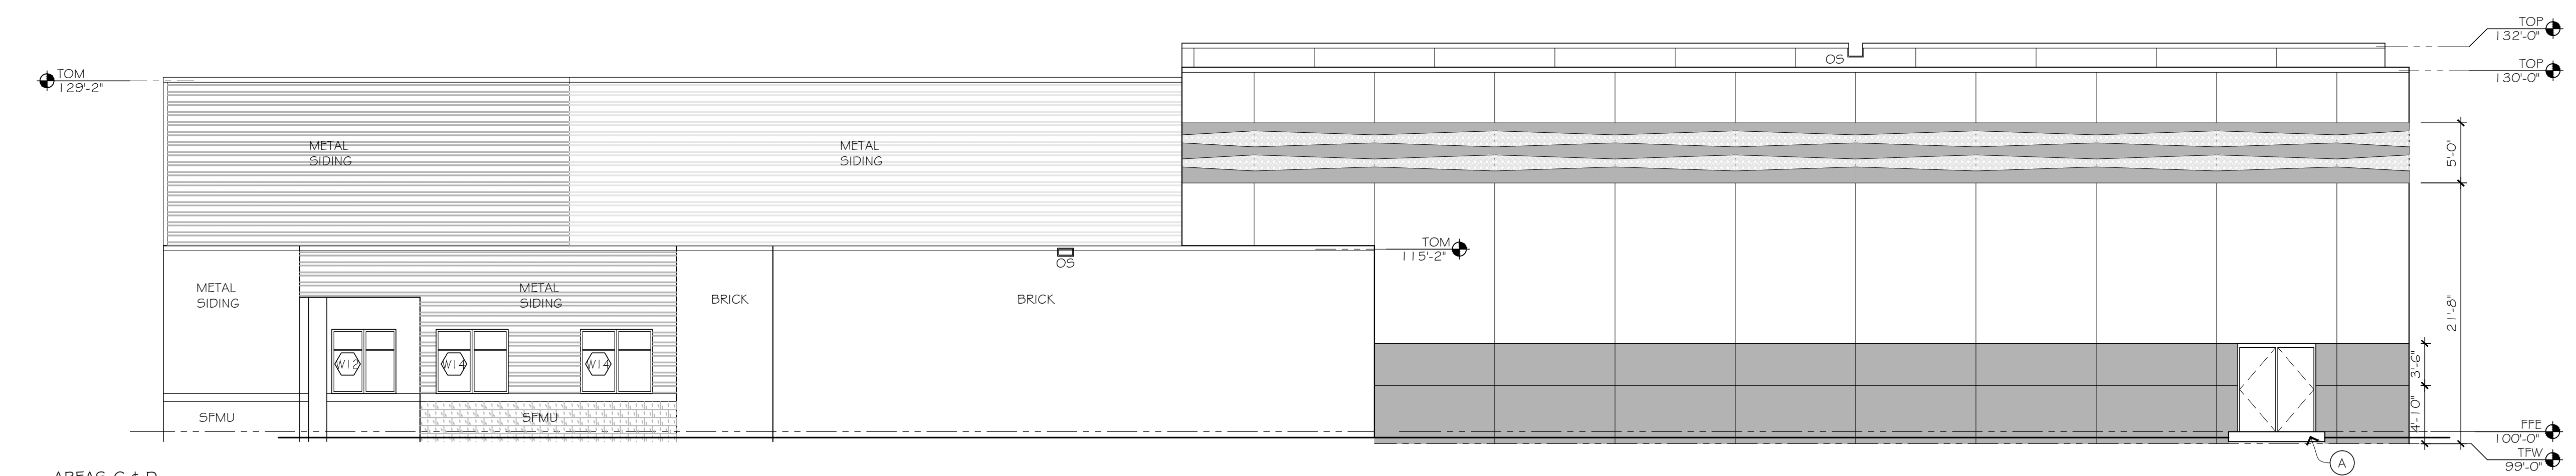 TOP
132'-0"
OS
TOM
129'-2"
TOP
130'-0"
METAL
SIDING
METAL
SIDING
5'-0"
TOM
115'-2"
OS
METAL
SIDING
METAL
SIDING
BRICK
BRICK
21'-8"
W12
W14
W14
3'-6"
4'-10"
SFMU
SFMU
FFE
100'-0"
TFW
99'-0"
A
AREAS C & D